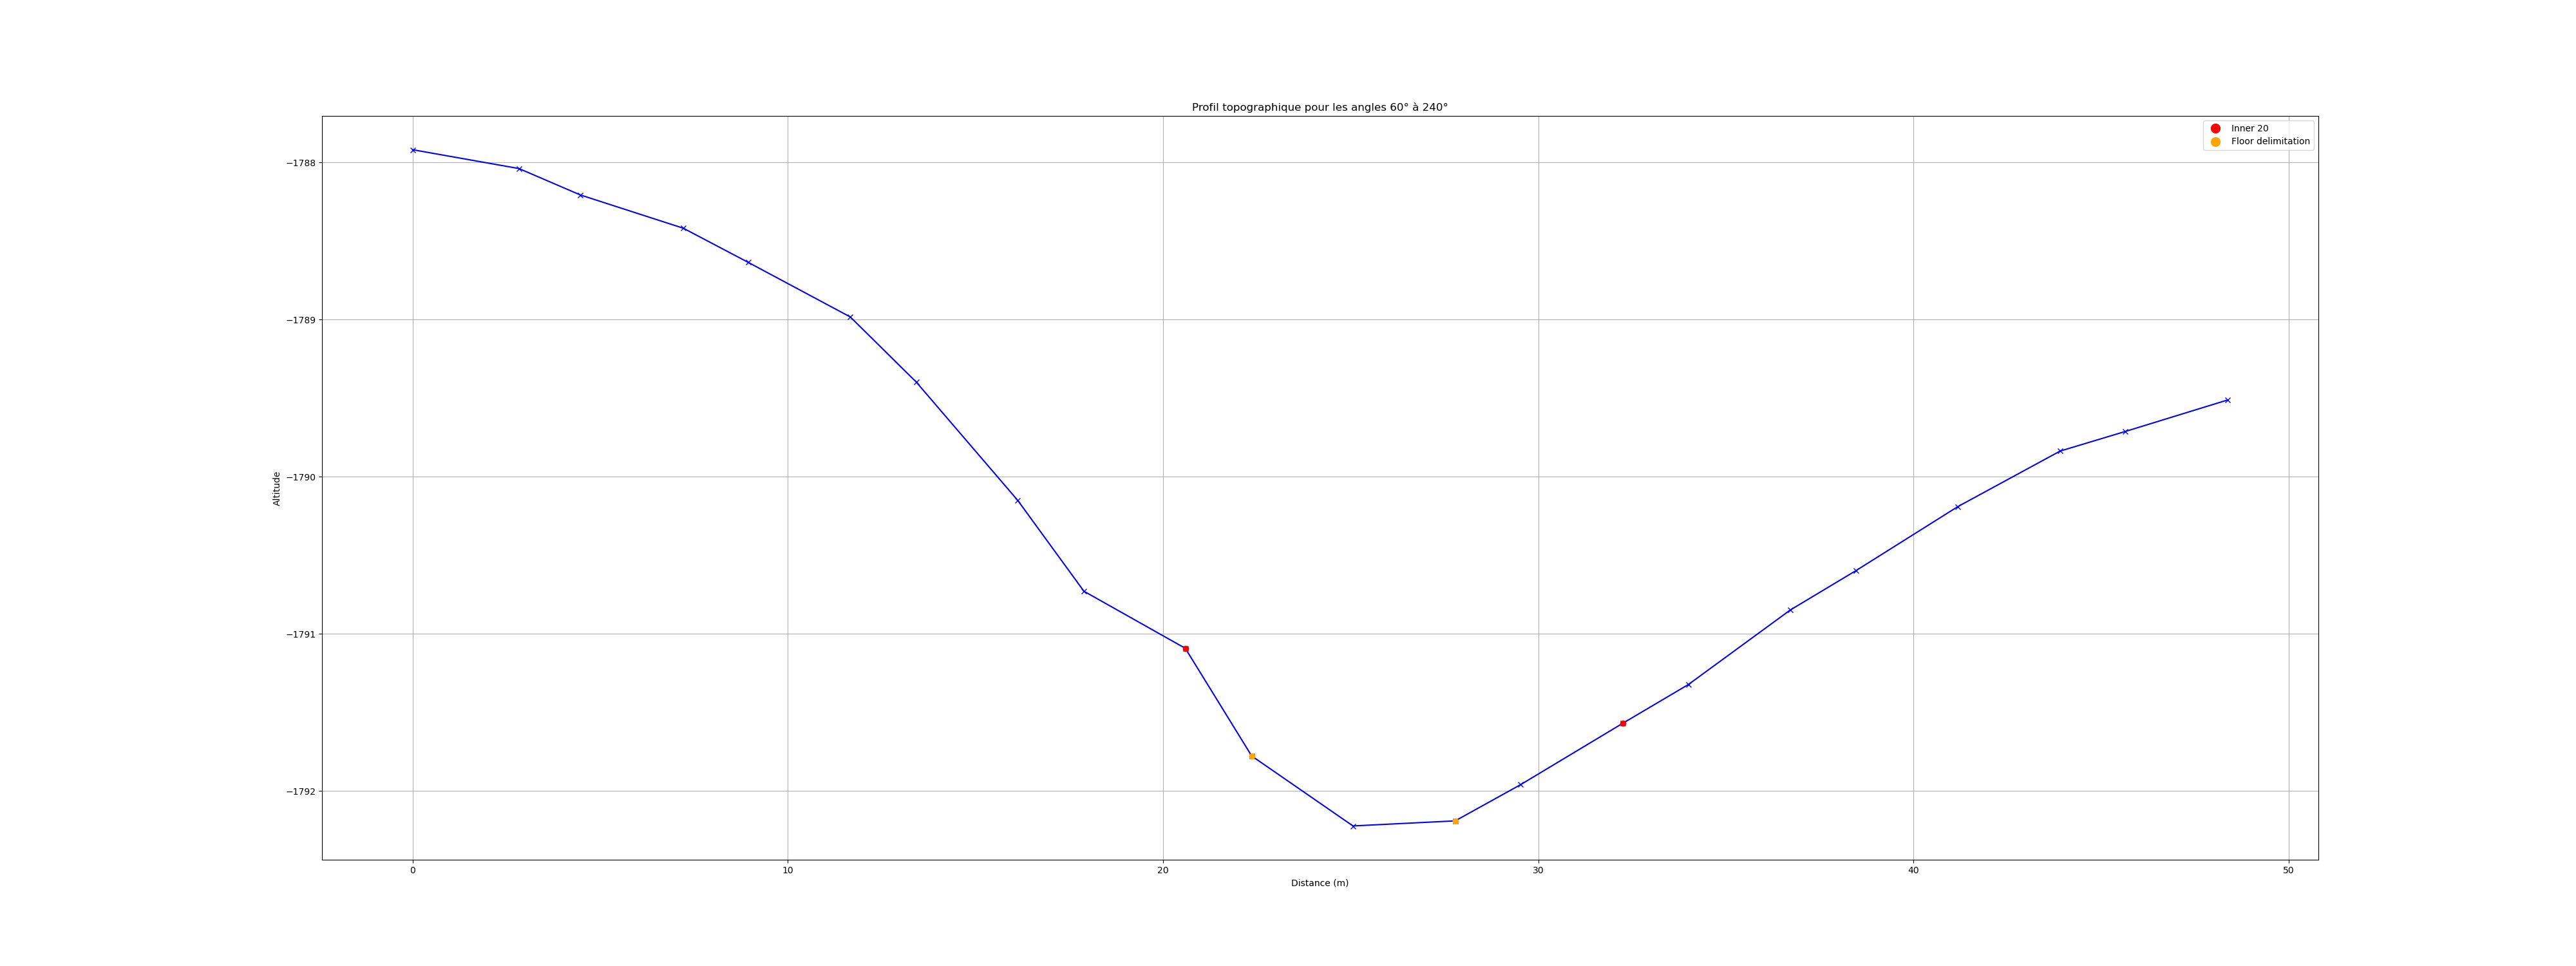 Profil topographique pour les angles 60° à 240°
Inner 20
Floor delimitation
−1788
−1789
−1790
−1791
−1792
Altitude
0 10 20 30 40 50
Distance (m)